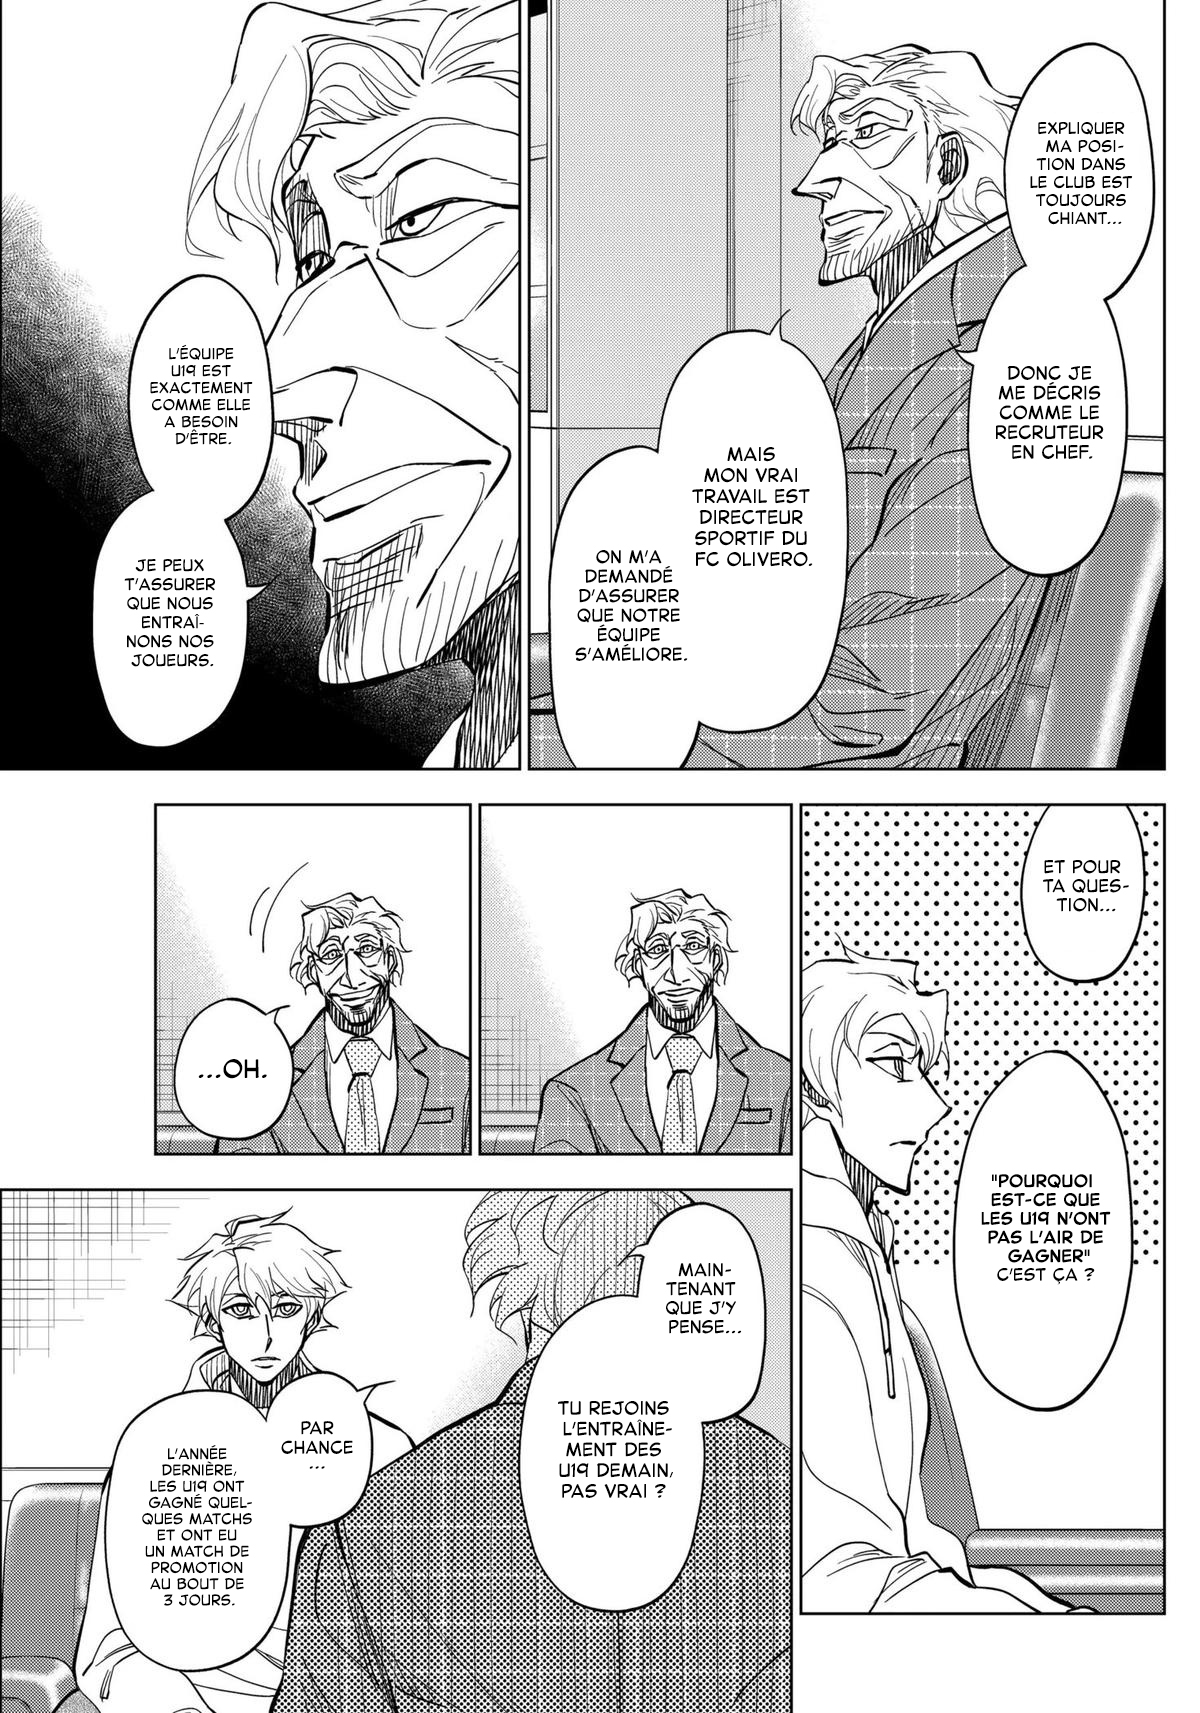 EXPLIQUER
MA POSI-
TION DANS
LE CLUB EST
TOUJOURS
CHIANT...
DONC JE
ME DÉCRIS
COMME LE
RECRUTEUR
EN CHEF.
MAIS
MON VRAI
TRAVAIL EST
DIRECTEUR
SPORTIF DU
FC OLIVERO.
ON M'A
DEMANDÉ
D'ASSURER
QUE NOTRE
ÉQUIPE
S'AMÉLIORE.
L'ÉQUIPE
U19 EST
EXACTEMENT
COMME ELLE
A BESOIN
D'ÊTRE.
JE PEUX
T'ASSURER
QUE NOUS
ENTRAÎ-
NONS NOS
JOUEURS.
ET POUR
TA QUES-
TION...
"POURQUOI
EST-CE QUE
LES U19 N'ONT
PAS L'AIR DE
GAGNER"
C'EST ÇA ?
...OH.
MAIN-
TENANT
QUE J'Y
PENSE...
TU REJOINS
L'ENTRAÎNE-
MENT DES
U19 DEMAIN,
PAS VRAI ?
PAR
CHANCE
...
L'ANNÉE
DERNIÈRE,
LES U19 ONT
GAGNÉ QUEL-
QUES MATCHS
ET ONT EU
UN MATCH DE
PROMOTION
AU BOUT DE
3 JOURS.